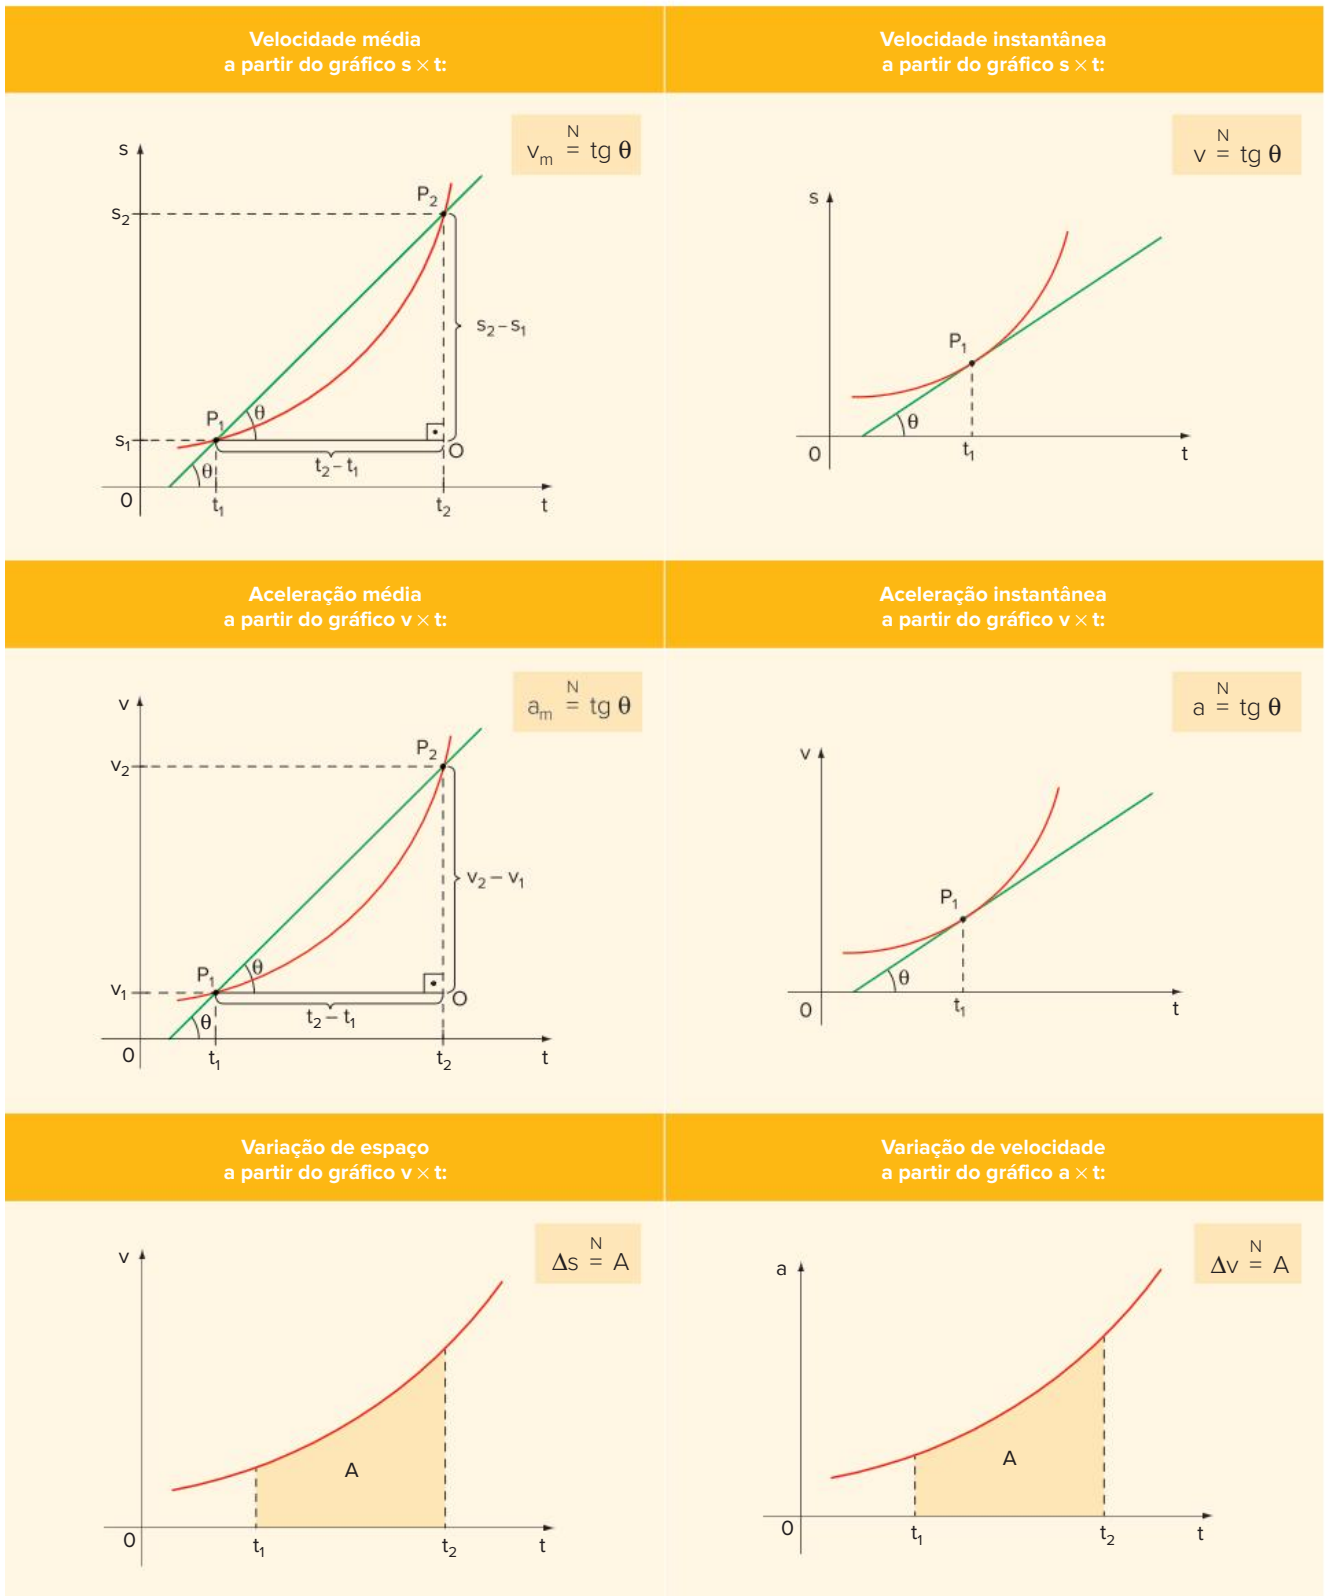 Velocidade média
a partir do gráfico s × t:
Velocidade instantânea
a partir do gráfico s × t:
vₘ N= tg θ
s
s₂
P₂
s₂ – s₁
P₁
θ
s₁
O
t₂ – t₁
θ
0
t₁
t₂
t
v N= tg θ
s
P₁
θ
0
t₁
t
Aceleração média
a partir do gráfico v × t:
Aceleração instantânea
a partir do gráfico v × t:
aₘ N= tg θ
v
v₂
P₂
v₂ – v₁
P₁
θ
v₁
O
t₂ – t₁
θ
0
t₁
t₂
t
a N= tg θ
v
P₁
θ
0
t₁
t
Variação de espaço
a partir do gráfico v × t:
Variação de velocidade
a partir do gráfico a × t:
Δs N= A
v
A
0
t₁
t₂
t
Δv N= A
a
A
0
t₁
t₂
t